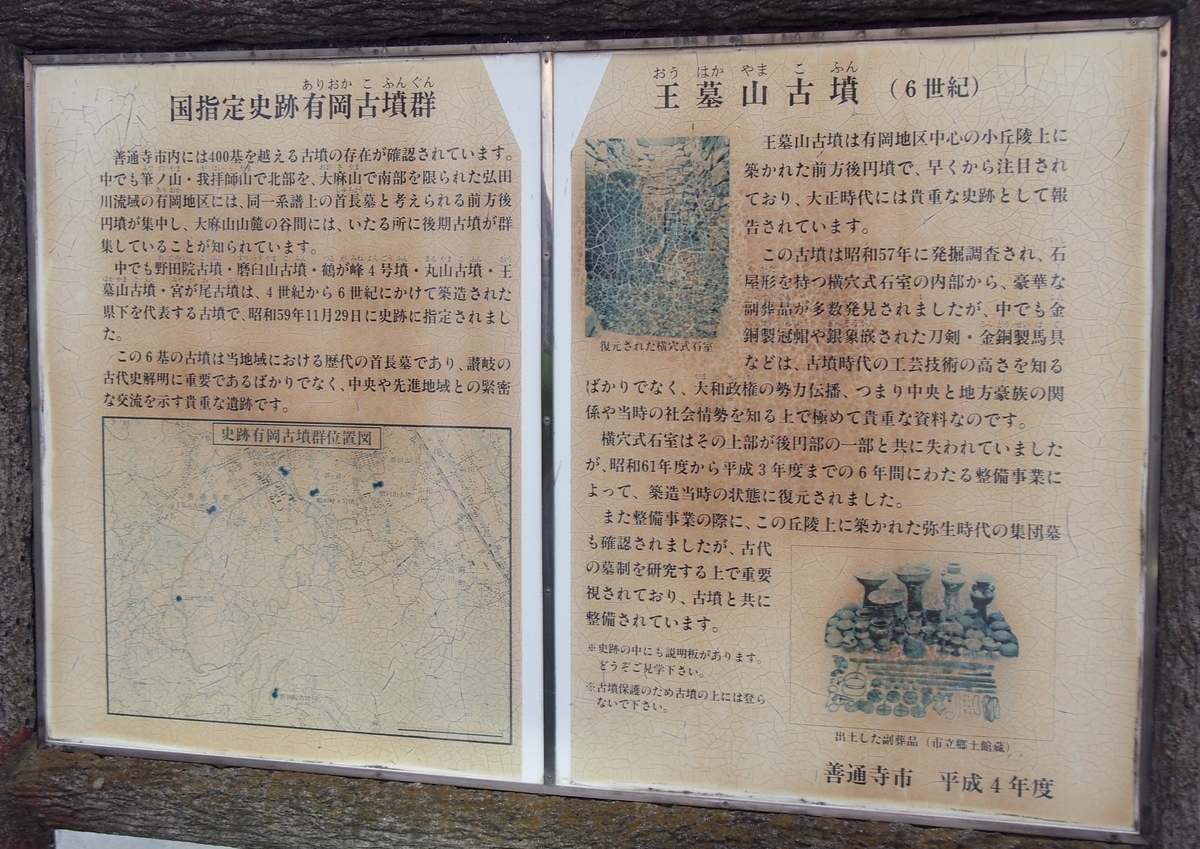 ありおか こ ふんぐん
国指定史跡有岡古墳群
善通寺市内には400基を越える古墳の存在が確認されています。
中でも筆ノ山・我拝師山で北部を、大麻山で南部を限られた弘田
川流域の有岡地区には、同一系譜上の首長墓と考えられる前方後
円墳が集中し、大麻山山麓の谷間には、いたる所に後期古墳が群
集していることが知られています。
中でも野田院古墳・磨臼山古墳・鶴が峰4号墳・丸山古墳・王
墓山古墳・宮が尾古墳は、4世紀から6世紀にかけて築造された
県下を代表する古墳で、昭和59年11月29日に史跡に指定されまし
た。
この6基の古墳は当地域における歴代の首長墓であり、讃岐の
古代史解明に重要であるばかりでなく、中央や先進地域との緊密
な交流を示す貴重な遺跡です。
史跡有岡古墳群位置図
おう はか やま こ ふん
王墓山古墳（6世紀）
王墓山古墳は有岡地区中心の小丘陵上に
築かれた前方後円墳で、早くから注目され
ており、大正時代には貴重な史跡として報
告されています。
この古墳は昭和57年に発掘調査され、石
屋形を持つ横穴式石室の内部から、豪華な
副葬品が多数発見されましたが、中でも金
銅製冠帽や銀象嵌された刀剣・金銅製馬具
などは、古墳時代の工芸技術の高さを知る
ばかりでなく、大和政権の勢力伝播、つまり中央と地方豪族の関
係や当時の社会情勢を知る上で極めて貴重な資料なのです。
復元された横穴式石室
横穴式石室はその上部が後円部の一部と共に失われていました
が、昭和61年度から平成3年度までの6年間にわたる整備事業に
よって、築造当時の状態に復元されました。
また整備事業の際に、この丘陵上に築かれた弥生時代の集団墓
も確認されましたが、古代
の墓制を研究する上で重要
視されており、古墳と共に
整備されています。
※史跡の中にも説明板があります。
どうぞご見学下さい。
※古墳保護のため古墳の上には登ら
ないで下さい。
出土した副葬品（市立郷土館蔵）
善通寺市 平成4年度